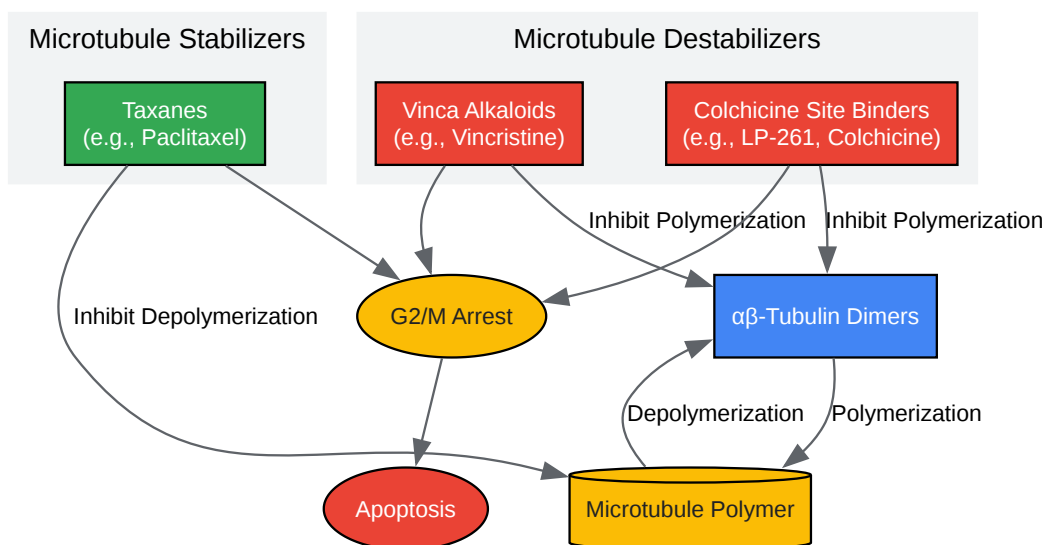 Microtubule Stabilizers
Microtubule Destabilizers
Taxanes
(e.g., Paclitaxel)
Vinca Alkaloids
(e.g., Vincristine)
Colchicine Site Binders
(e.g., LP-261, Colchicine)
Inhibit Polymerization
Inhibit Polymerization
Inhibit Depolymerization
G2/M Arrest
αβ-Tubulin Dimers
Depolymerization
Polymerization
Apoptosis
Microtubule Polymer